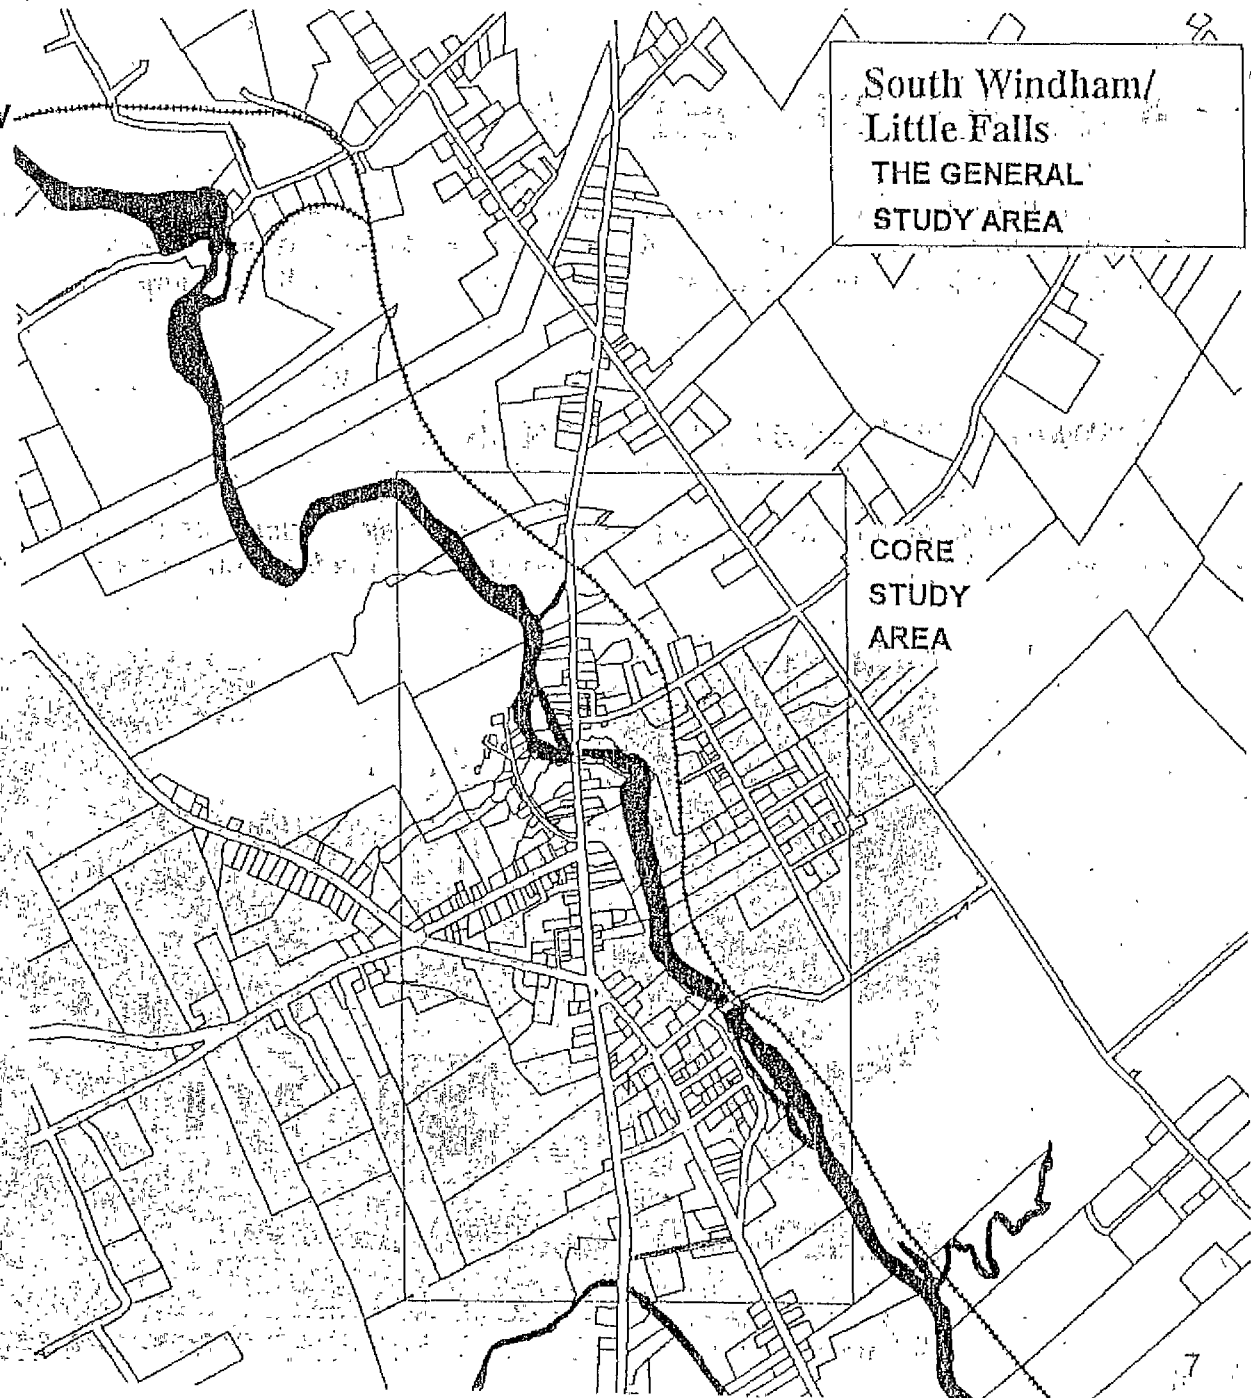 South Windham/
Little Falls
THE GENERAL
STUDY AREA
CORE
STUDY
AREA
7